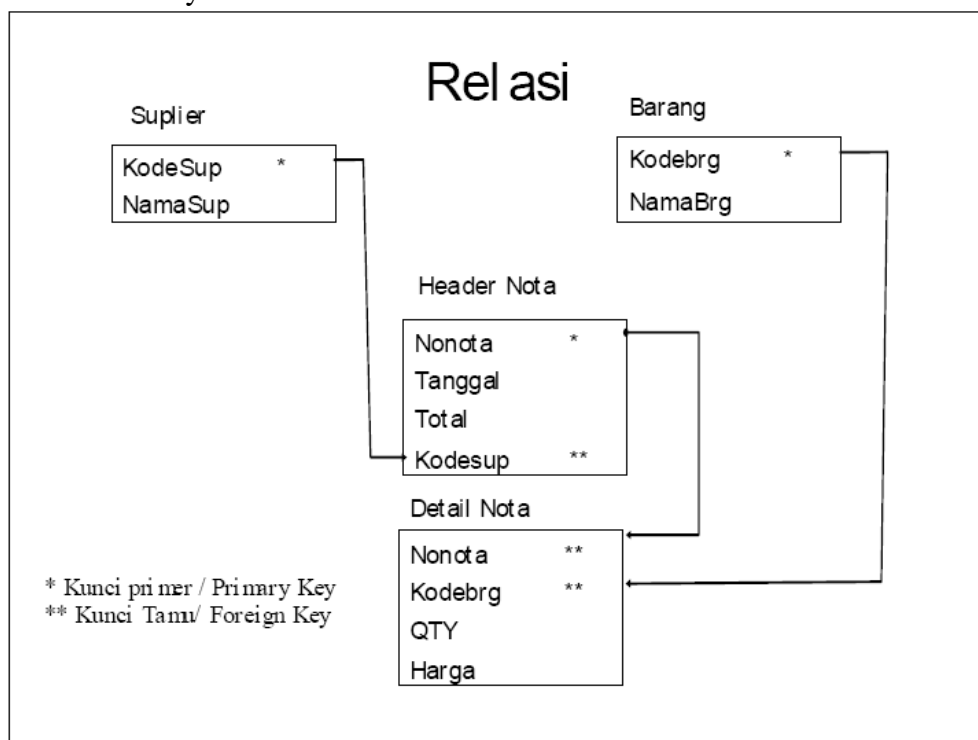 Relasi
Suplier
KodeSup *
NamaSup
Barang
Kodebrg *
NamaBrg
Header Nota
Nonota *
Tanggal
Total
Kodesup **
Detail Nota
Nonota **
Kodebrg **
QTY
Harga
* Kunci primer / Primary Key
** Kunci Tamu/ Foreign Key